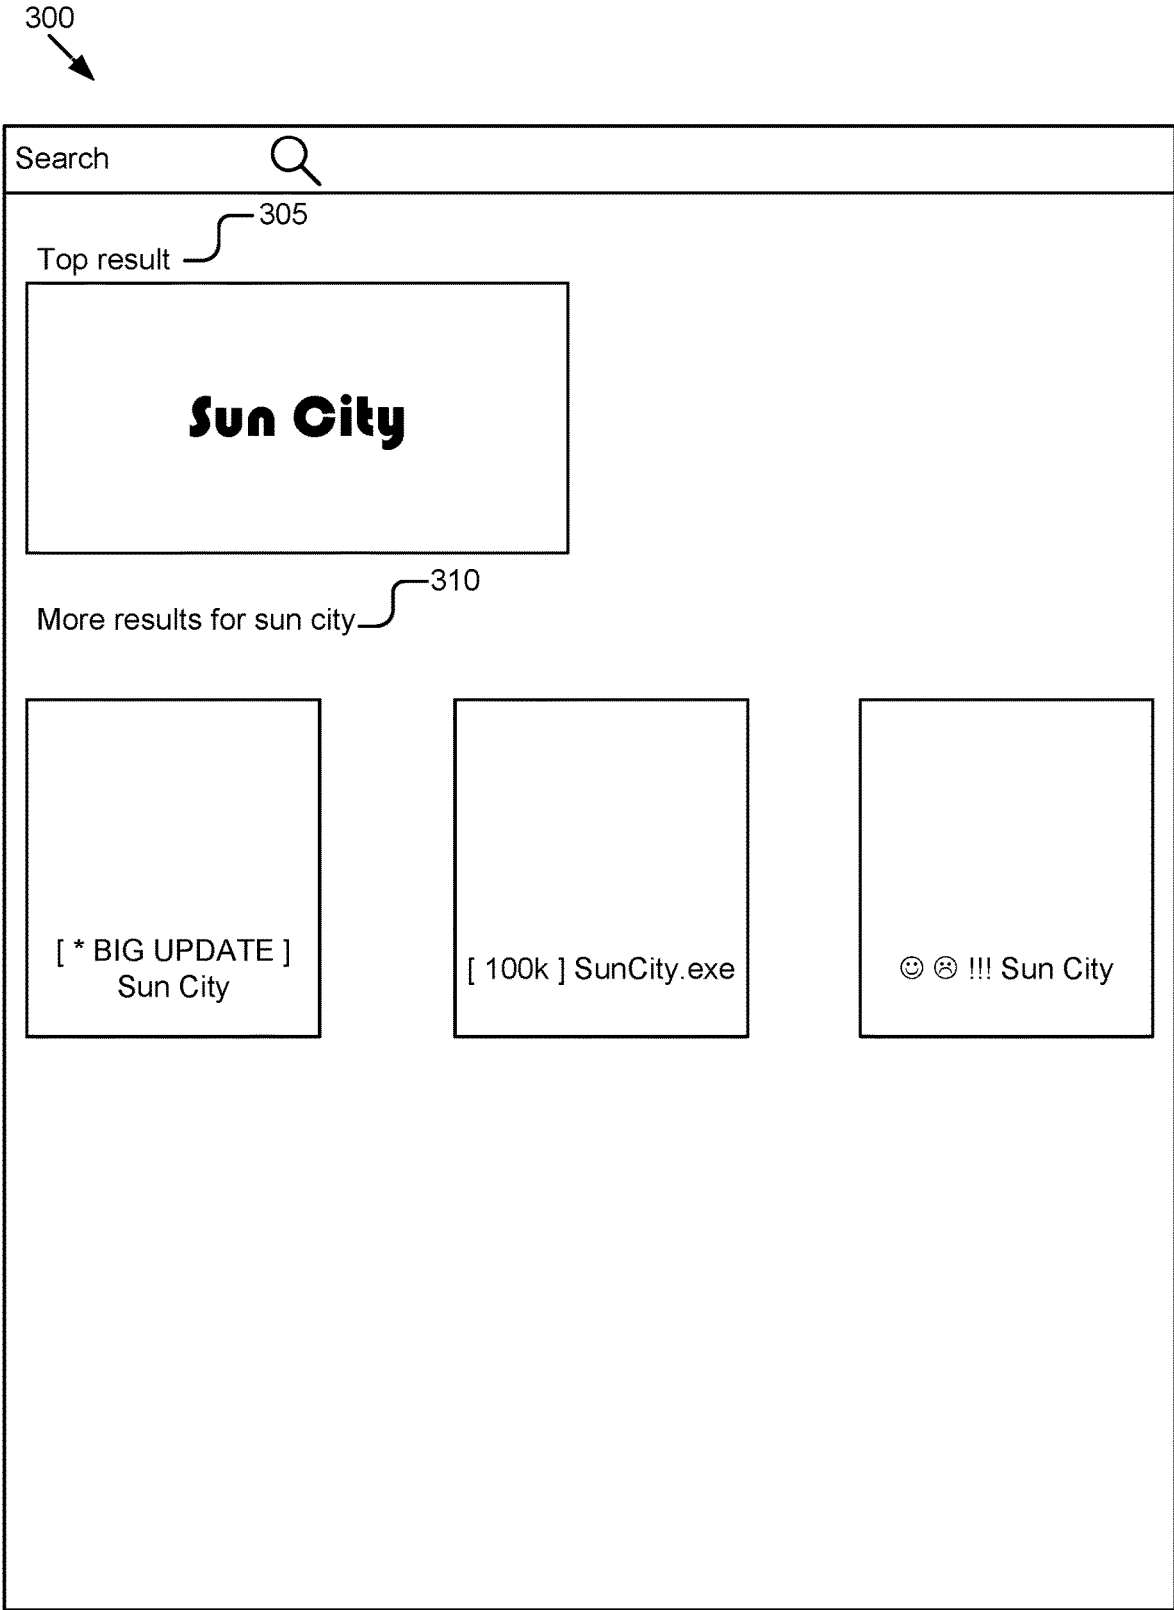 300
Search
305
Top result
Sun City
310
More results for sun city
[ * BIG UPDATE ]
Sun City
[ 100k ] SunCity.exe
☺ ☹ !!! Sun City